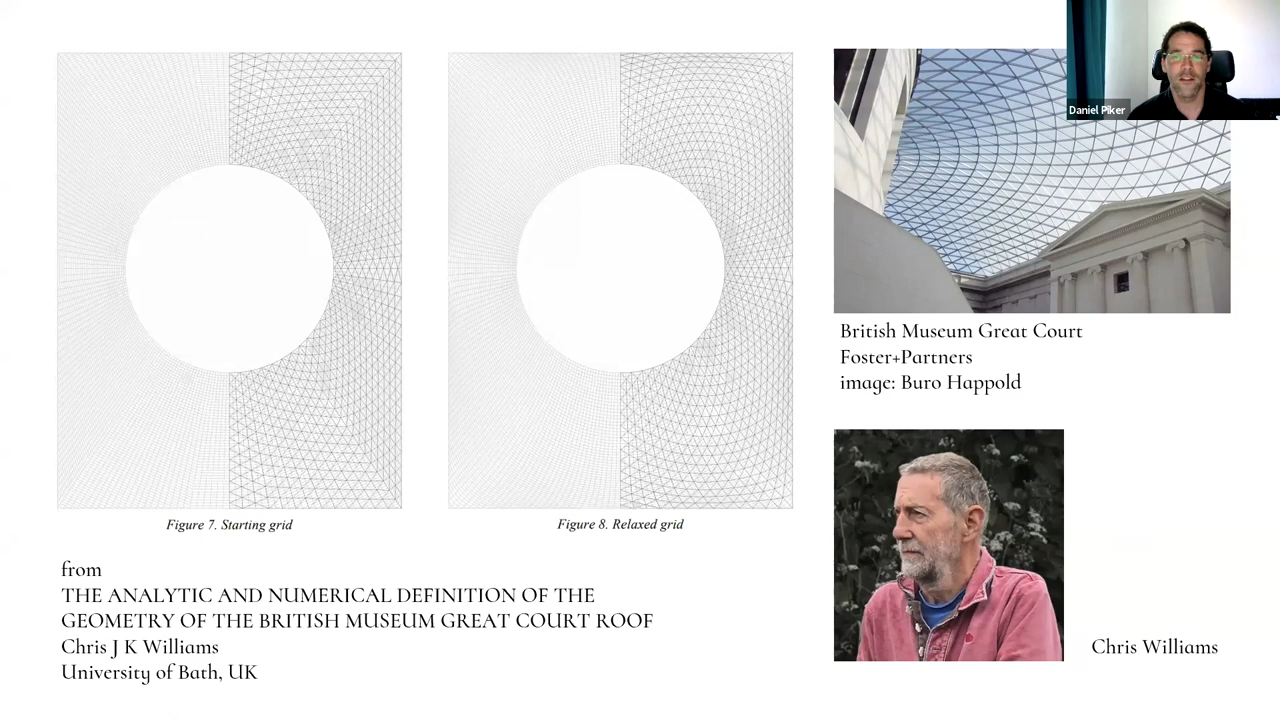 Daniel Piker
British Museum Great Court
Foster+Partners
image: Buro Happold
Figure 7. Starting grid
Figure 8. Relaxed grid
from
THE ANALYTIC AND NUMERICAL DEFINITION OF THE
GEOMETRY OF THE BRITISH MUSEUM GREAT COURT ROOF
Chris J K Williams
University of Bath, UK
Chris Williams